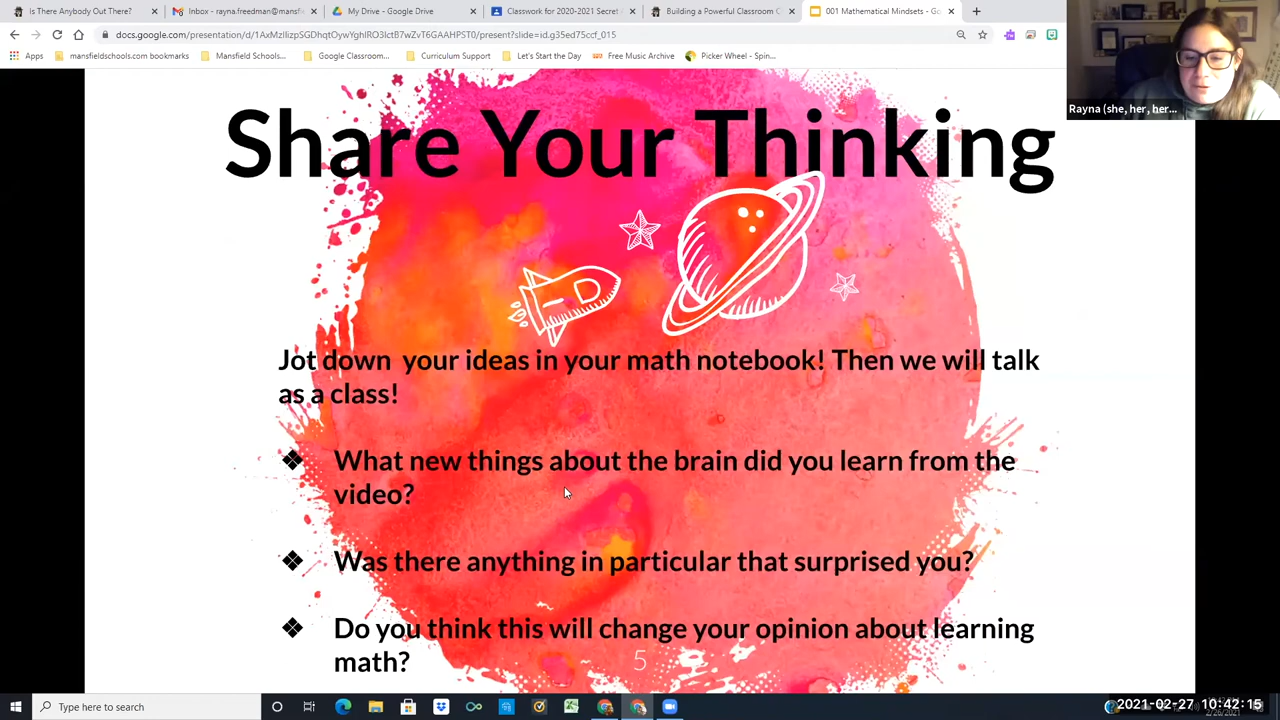 Is There Anybody Out There?
Inbox - rayna.freedman@mansf
My Drive - Google Drive
Classwork for 2020-2021 Secret
Building a Powerful Classroom C
001 Mathematical Mindsets - Go
docs.google.com/presentation/d/1AxMzIIizpSGDhqtOywYghIRO3lctB7WZvT6GAAHPST0/present?slide=id.g35ed75ccf_015
Apps
mansfieldschools.com bookmarks
Mansfield Schools...
Google Classroom...
Curriculum Support
Let's Start the Day
Free Music Archive
Picker Wheel - Spin...
Rayna (she, her, her...
Share Your Thinking
Jot down your ideas in your math notebook! Then we will talk
as a class!
❖ What new things about the brain did you learn from the
video?
❖ Was there anything in particular that surprised you?
❖ Do you think this will change your opinion about learning
math?
5
Type here to search
2021-02-27 10:42:15